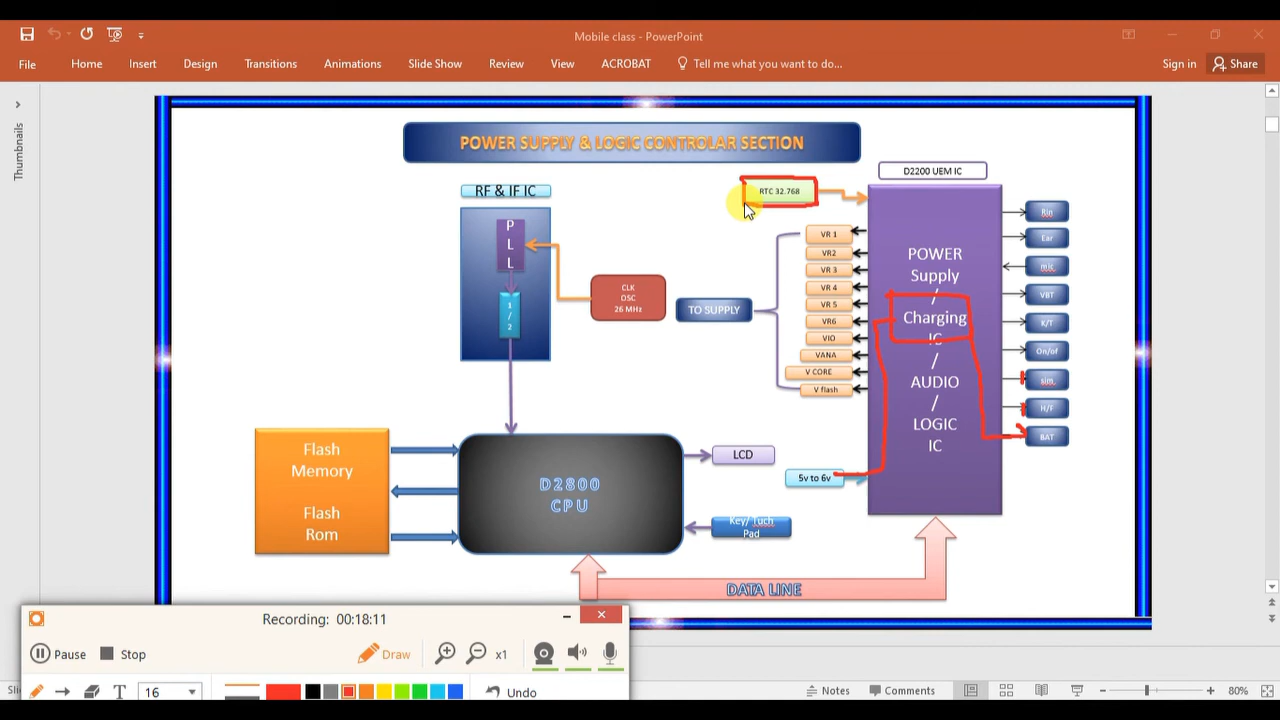 Mobile class - PowerPoint
File
Home
Insert
Design
Transitions
Animations
Slide Show
Review
View
ACROBAT
Tell me what you want to do...
Sign in
Share
Thumbnails
POWER SUPPLY & LOGIC CONTROLAR SECTION
RF & IF IC
P
L
L
1
/
2
CLK
OSC
26 MHz
TO SUPPLY
RTC 32.768
VR 1
VR2
VR 3
VR 4
VR 5
VR6
VIO
VANA
V CORE
V flash
5v to 6v
D2200 UEM IC
POWER
Supply
/
Charging
IC
/
AUDIO
/
LOGIC
IC
Bin
Ear
mic
VBT
K/T
On/of
sim
H/F
BAT
Flash
Memory
Flash
Rom
D2800
CPU
LCD
Key/ Tuch
Pad
DATA LINE
Recording: 00:18:11
Pause
Stop
Draw
x1
T
16
Undo
Notes
Comments
80%